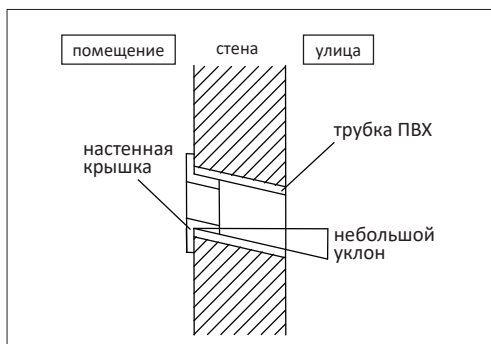 помещение
стена
улица
трубка ПВХ
настенная
крышка
небольшой
уклон